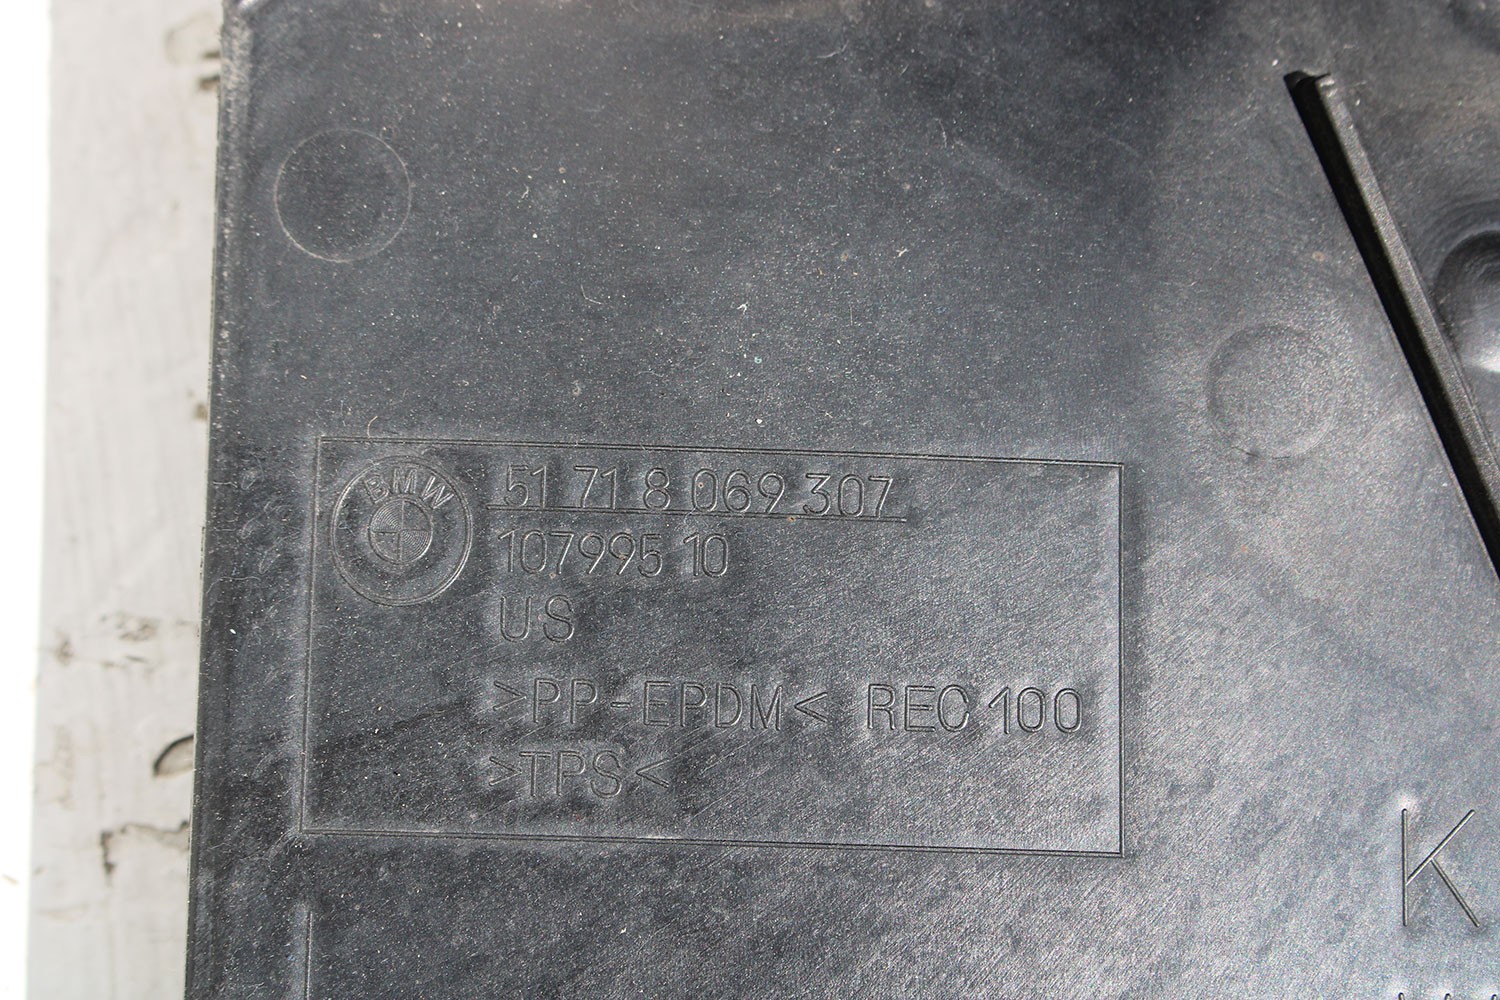 BMW
51 71 8 069 307
107995 10
US
>PP-EPDM< REC 100
>TPS<
K